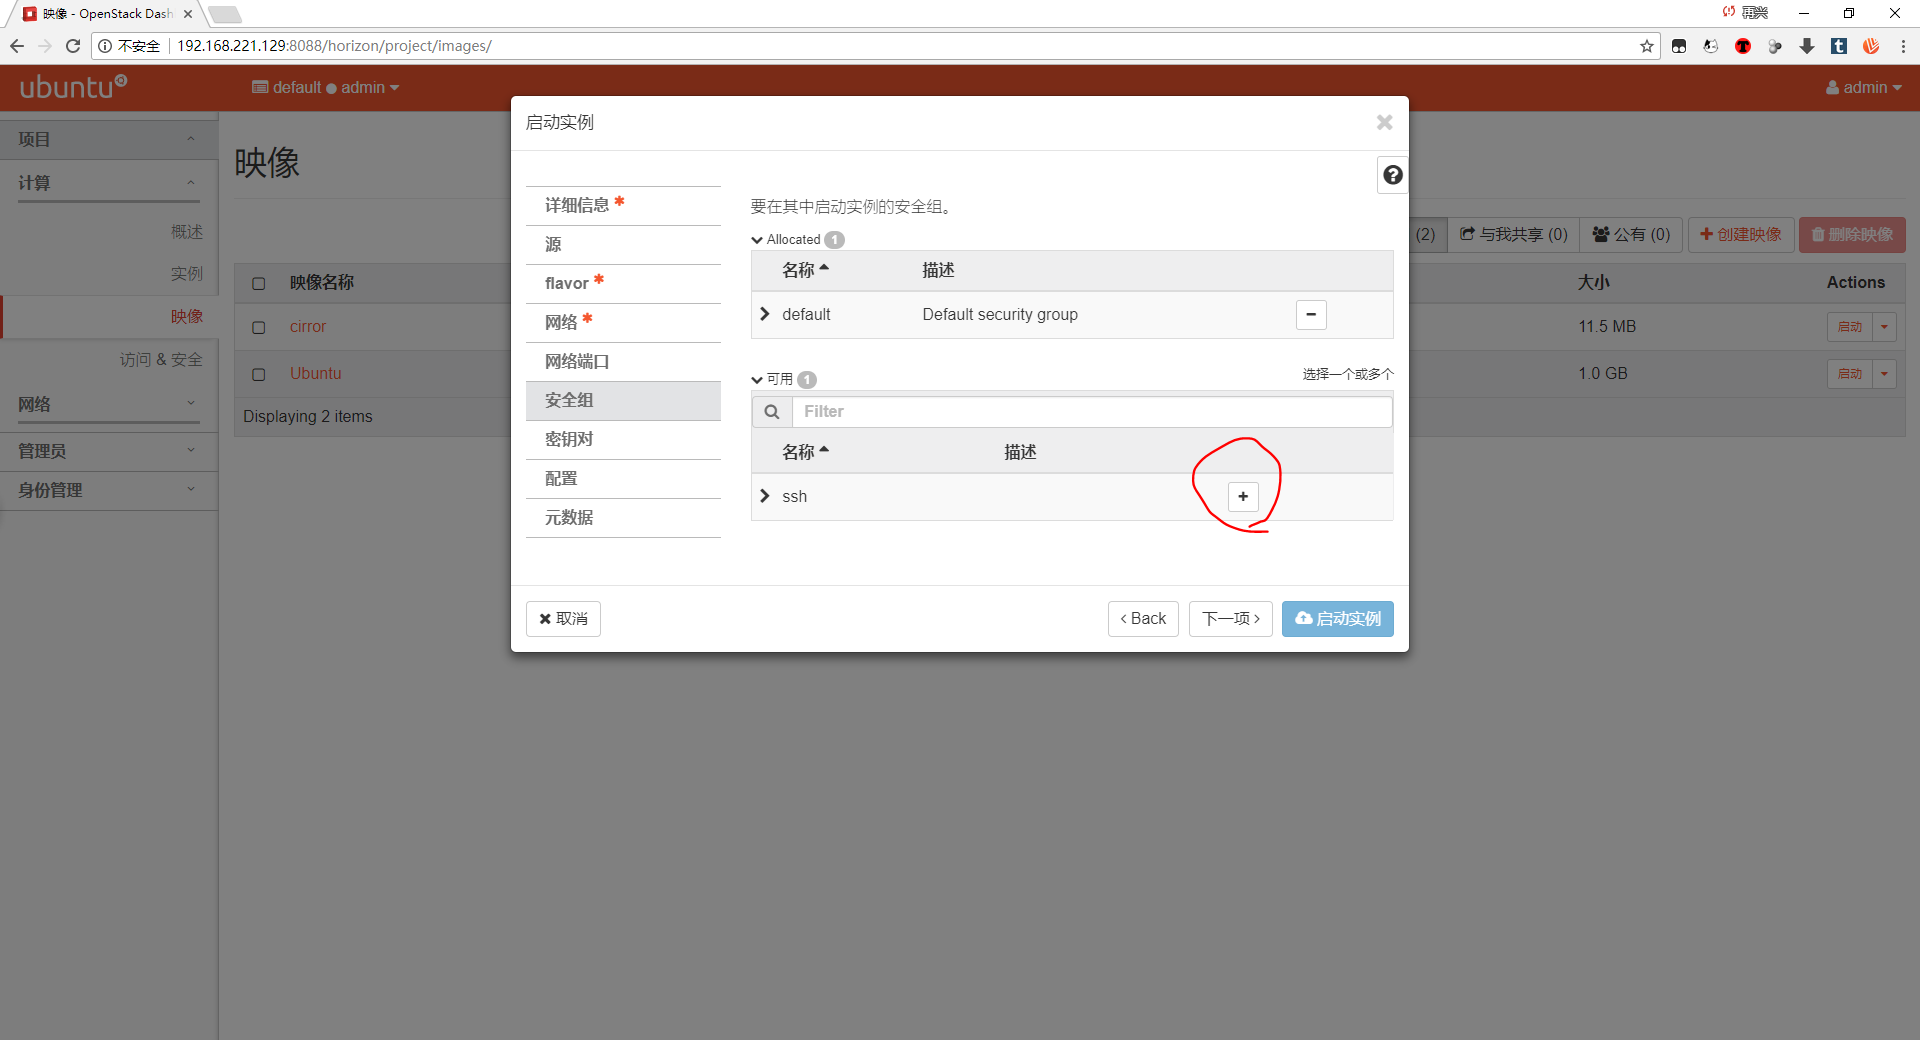 映像 - OpenStack Dash
再兴
不安全 192.168.221.129:8088/horizon/project/images/
ubuntu
default admin
admin
项目
计算
概述
实例
映像
访问 & 安全
网络
管理员
身份管理
映像
(2)
与我共享 (0)
公有 (0)
创建映像
删除映像
映像名称
大小
Actions
cirror
11.5 MB
启动
Ubuntu
1.0 GB
启动
Displaying 2 items
启动实例
详细信息 *
源
flavor *
网络 *
网络端口
安全组
密钥对
配置
元数据
要在其中启动实例的安全组。
Allocated 1
名称 描述
default Default security group
可用 1
选择一个或多个
Filter
名称 描述
ssh
取消
< Back
下一项 >
启动实例